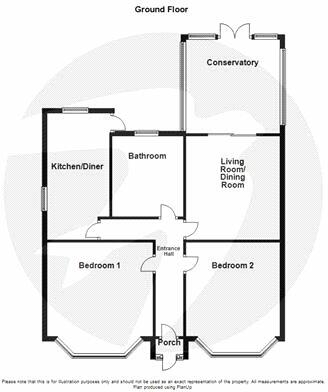 Ground Floor
Conservatory
Kitchen/Diner
Bathroom
Living
Room/
Dining
Room
Entrance
Hall
Bedroom 1
Bedroom 2
Porch
Please note that this is for illustration purposes only and should not be used as an exact representation of the property. All measurements are approximate.
Plan produced using PlanUp